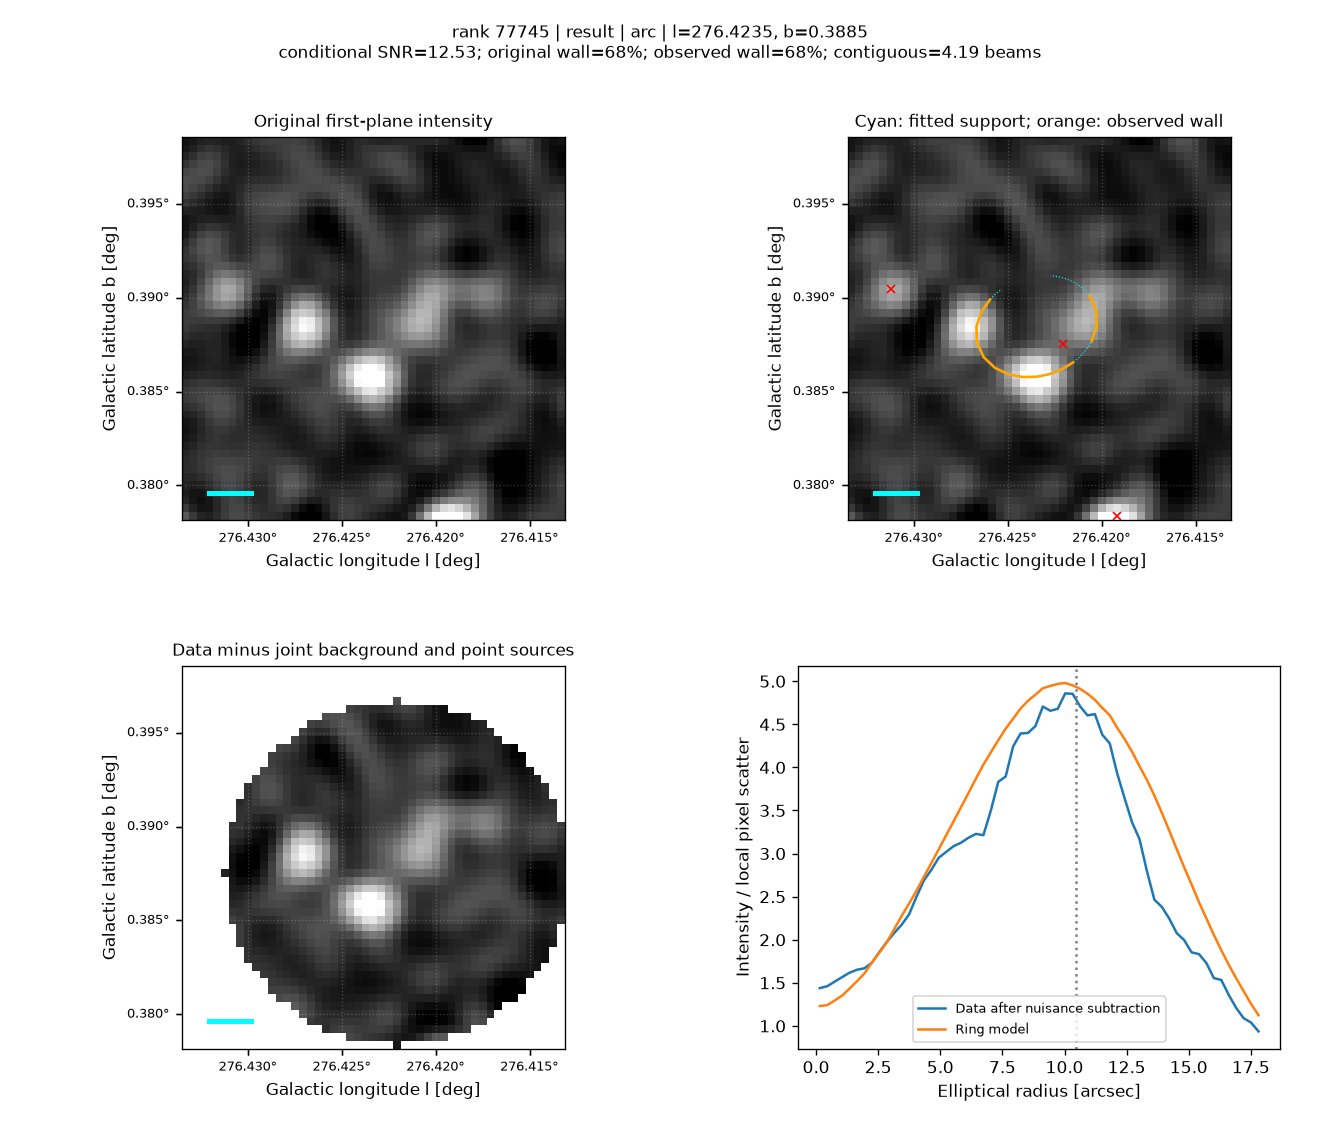 rank 77745 | result | arc | l=276.4235, b=0.3885
conditional SNR=12.53; original wall=68%; observed wall=68%; contiguous=4.19 beams
Original first-plane intensity
0.395°
0.390°
0.385°
0.380°
Galactic latitude b [deg]
276.430°
276.425°
276.420°
276.415°
Galactic longitude l [deg]
Cyan: fitted support; orange: observed wall
0.395°
0.390°
0.385°
0.380°
Galactic latitude b [deg]
276.430°
276.425°
276.420°
276.415°
Galactic longitude l [deg]
Data minus joint background and point sources
0.395°
0.390°
0.385°
0.380°
Galactic latitude b [deg]
276.430°
276.425°
276.420°
276.415°
Galactic longitude l [deg]
5.0
4.5
4.0
3.5
3.0
2.5
2.0
1.5
1.0
Intensity / local pixel scatter
Data after nuisance subtraction
Ring model
0.0
2.5
5.0
7.5
10.0
12.5
15.0
17.5
Elliptical radius [arcsec]